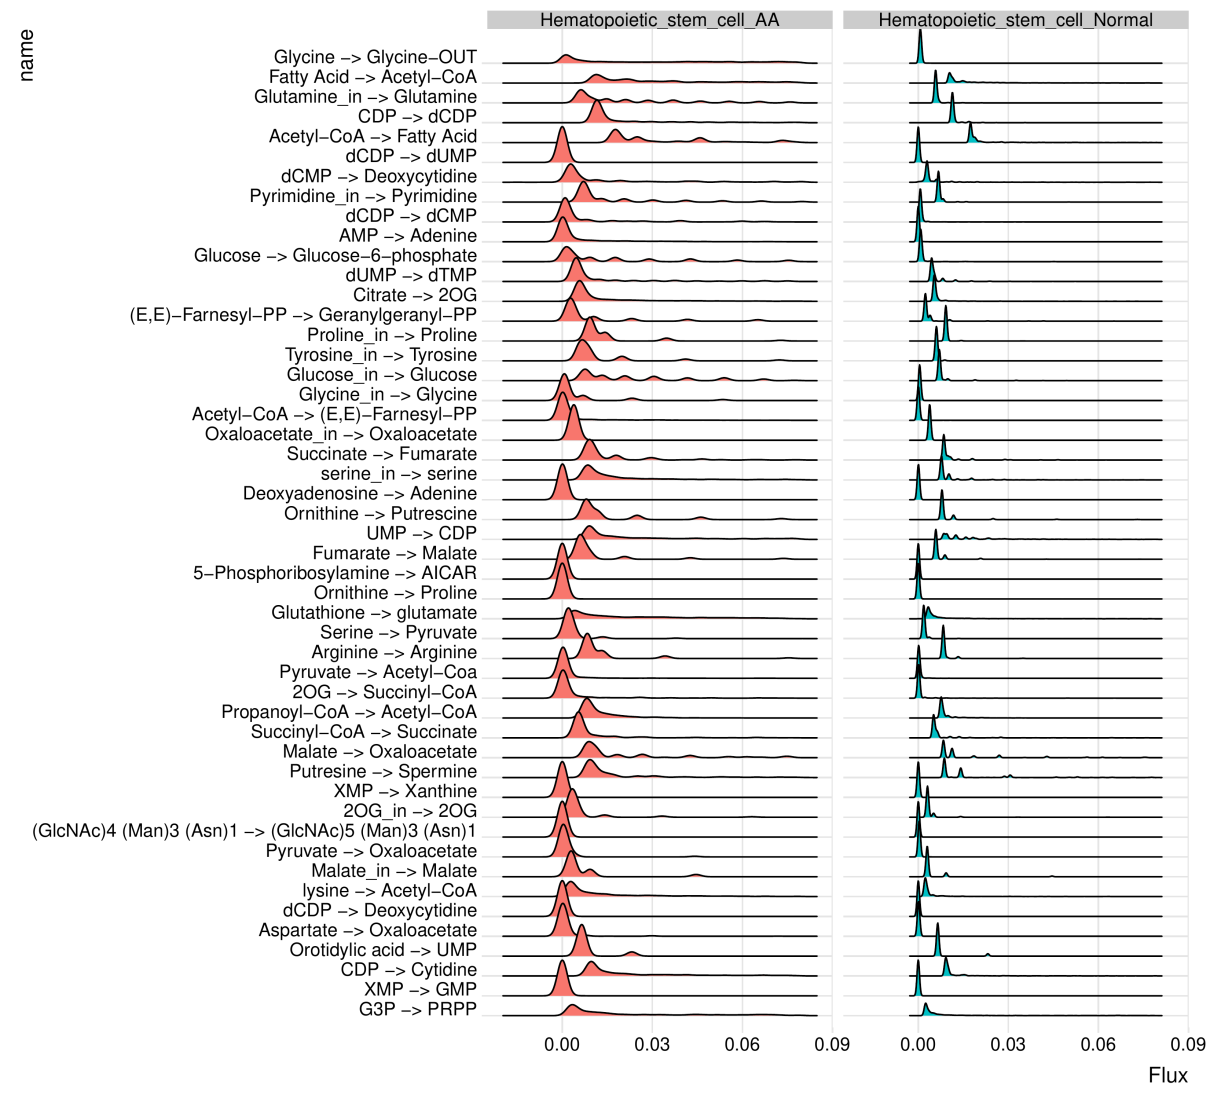 name
Hematopoietic_stem_cell_AA
Hematopoietic_stem_cell_Normal
Glycine −> Glycine−OUT
Fatty Acid −> Acetyl−CoA
Glutamine_in −> Glutamine
CDP −> dCDP
Acetyl−CoA −> Fatty Acid
dCDP −> dUMP
dCMP −> Deoxycytidine
Pyrimidine_in −> Pyrimidine
dCDP −> dCMP
AMP −> Adenine
Glucose −> Glucose−6−phosphate
dUMP −> dTMP
Citrate −> 2OG
(E,E)−Farnesyl−PP −> Geranylgeranyl−PP
Proline_in −> Proline
Tyrosine_in −> Tyrosine
Glucose_in −> Glucose
Glycine_in −> Glycine
Acetyl−CoA −> (E,E)−Farnesyl−PP
Oxaloacetate_in −> Oxaloacetate
Succinate −> Fumarate
serine_in −> serine
Deoxyadenosine −> Adenine
Ornithine −> Putrescine
UMP −> CDP
Fumarate −> Malate
5−Phosphoribosylamine −> AICAR
Ornithine −> Proline
Glutathione −> glutamate
Serine −> Pyruvate
Arginine −> Arginine
Pyruvate −> Acetyl−Coa
2OG −> Succinyl−CoA
Propanoyl−CoA −> Acetyl−CoA
Succinyl−CoA −> Succinate
Malate −> Oxaloacetate
Putresine −> Spermine
XMP −> Xanthine
2OG_in −> 2OG
(GlcNAc)4 (Man)3 (Asn)1 −> (GlcNAc)5 (Man)3 (Asn)1
Pyruvate −> Oxaloacetate
Malate_in −> Malate
lysine −> Acetyl−CoA
dCDP −> Deoxycytidine
Aspartate −> Oxaloacetate
Orotidylic acid −> UMP
CDP −> Cytidine
XMP −> GMP
G3P −> PRPP
0.00 0.03 0.06 0.09 0.00 0.03 0.06 0.09
Flux